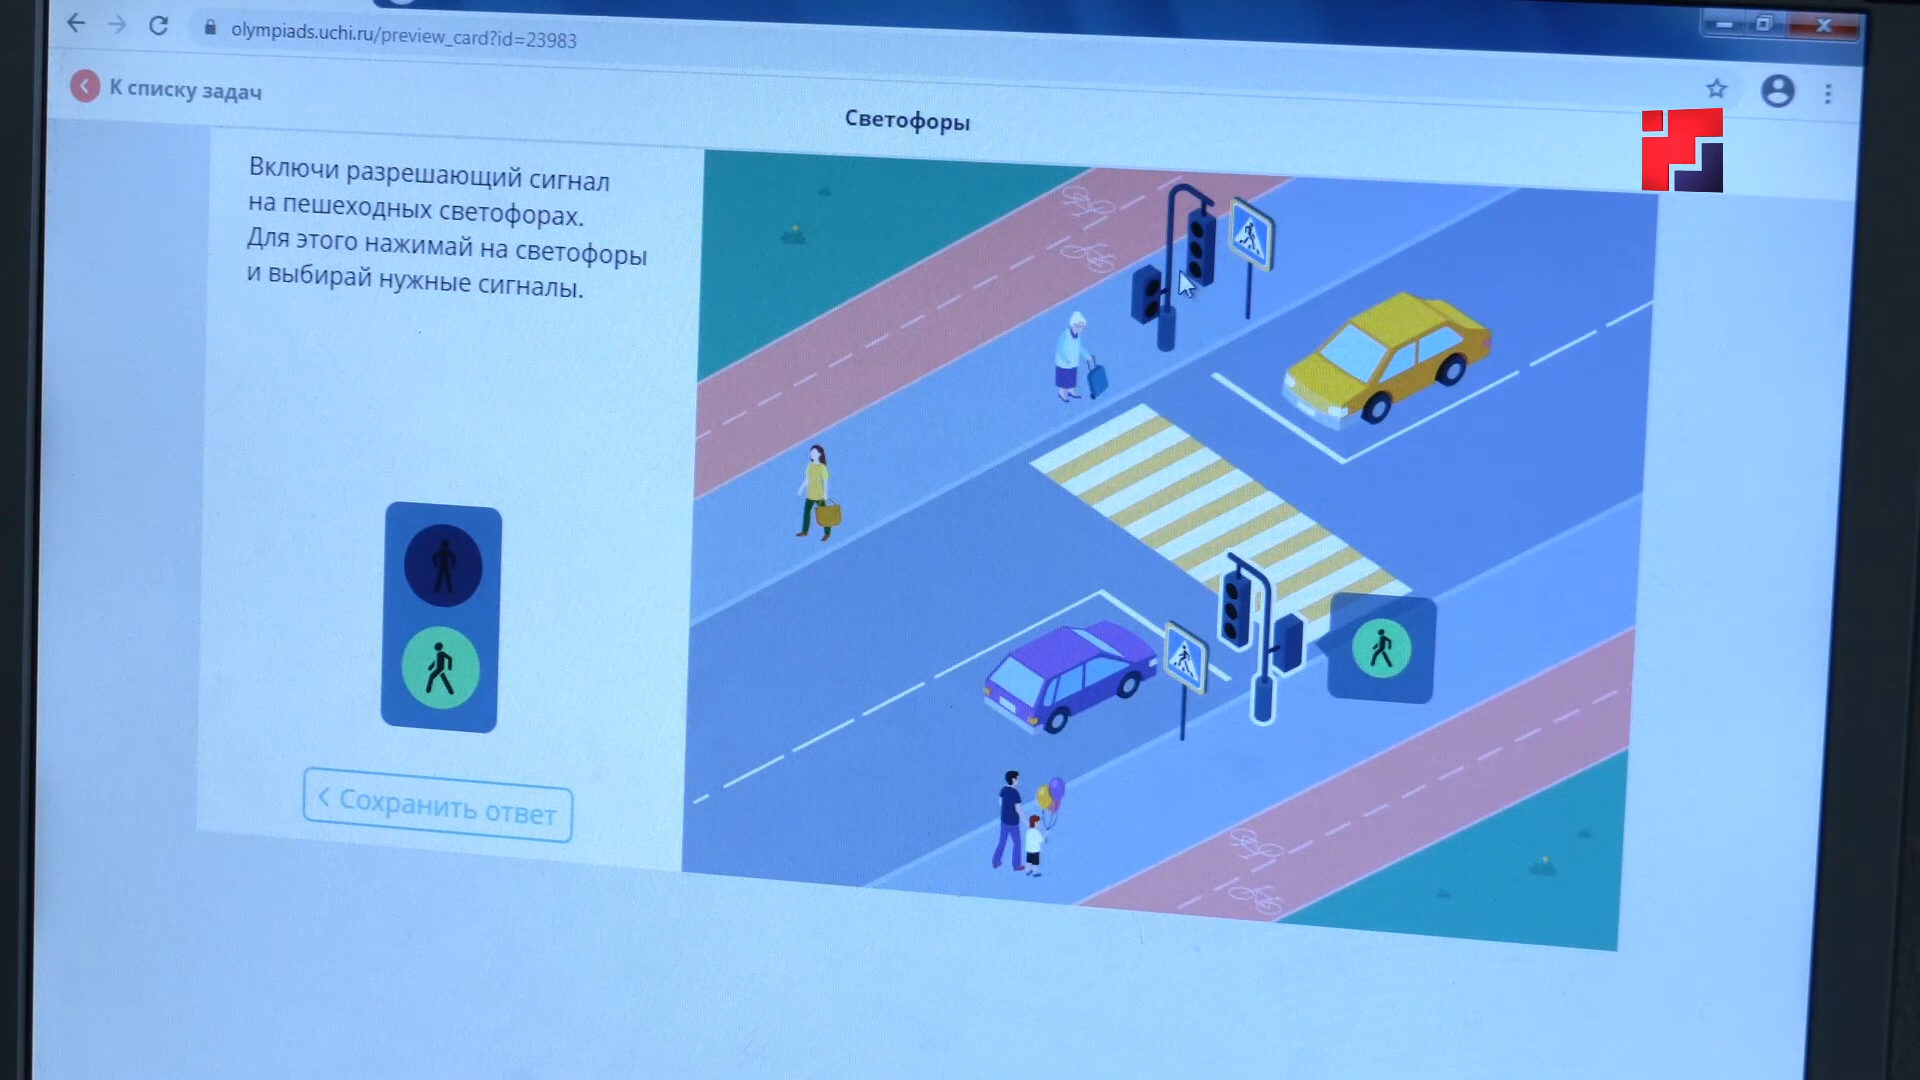 olympiads.uchi.ru/preview_card?id=23983
К списку задач
Светофоры
Включи разрешающий сигнал
на пешеходных светофорах.
Для этого нажимай на светофоры
и выбирай нужные сигналы.
Сохранить ответ